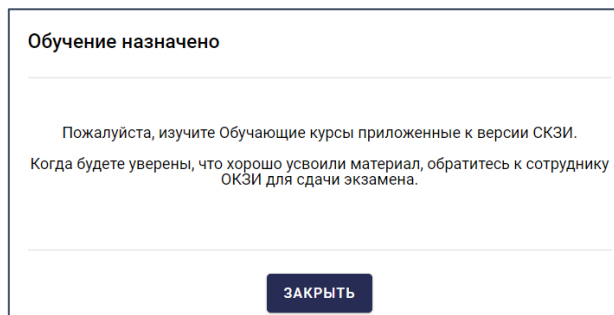 Обучение назначено
Пожалуйста, изучите Обучающие курсы приложенные к версии СКЗИ.
Когда будете уверены, что хорошо усвоили материал, обратитесь к сотруднику
ОКЗИ для сдачи экзамена.
ЗАКРЫТЬ